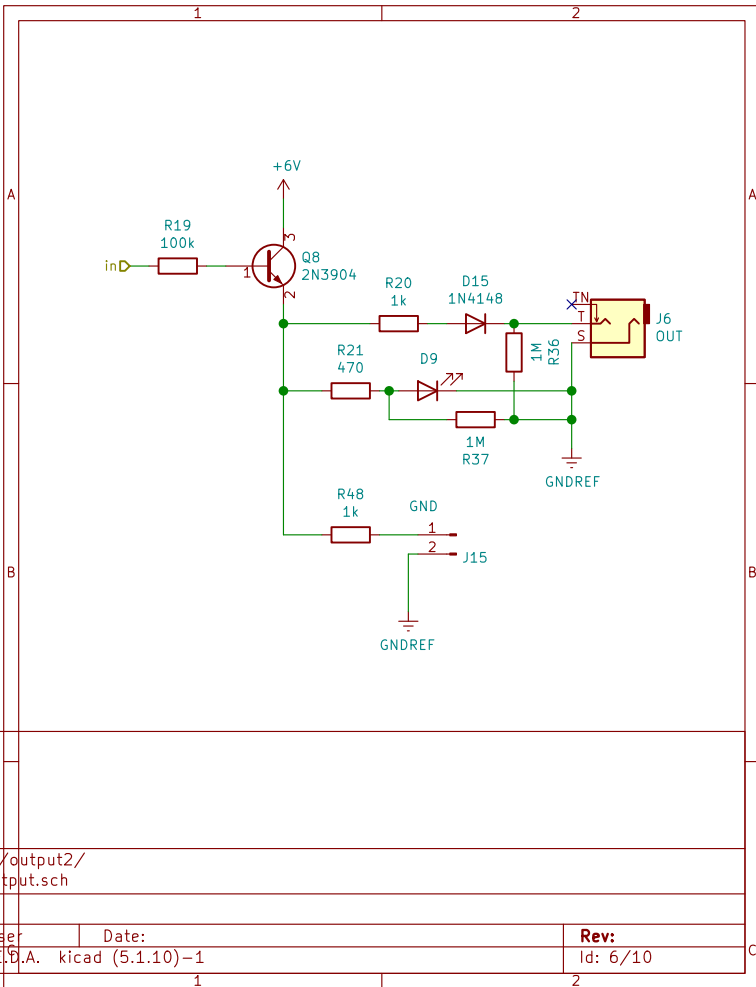 1 2
A A
+6V
R19
100k
in
3
1
Q8
2N3904
2
R20
1k
D15
1N4148
TN
T
S
J6
OUT
1M
R36
R21
470
D9
1M
R37
GNDREF
R48
1k
GND
1
2
J15
B B
GNDREF
/output2/
tput.sch
ser Date: Rev:
.D.A. kicad (5.1.10)-1 Id: 6/10
C
1 2